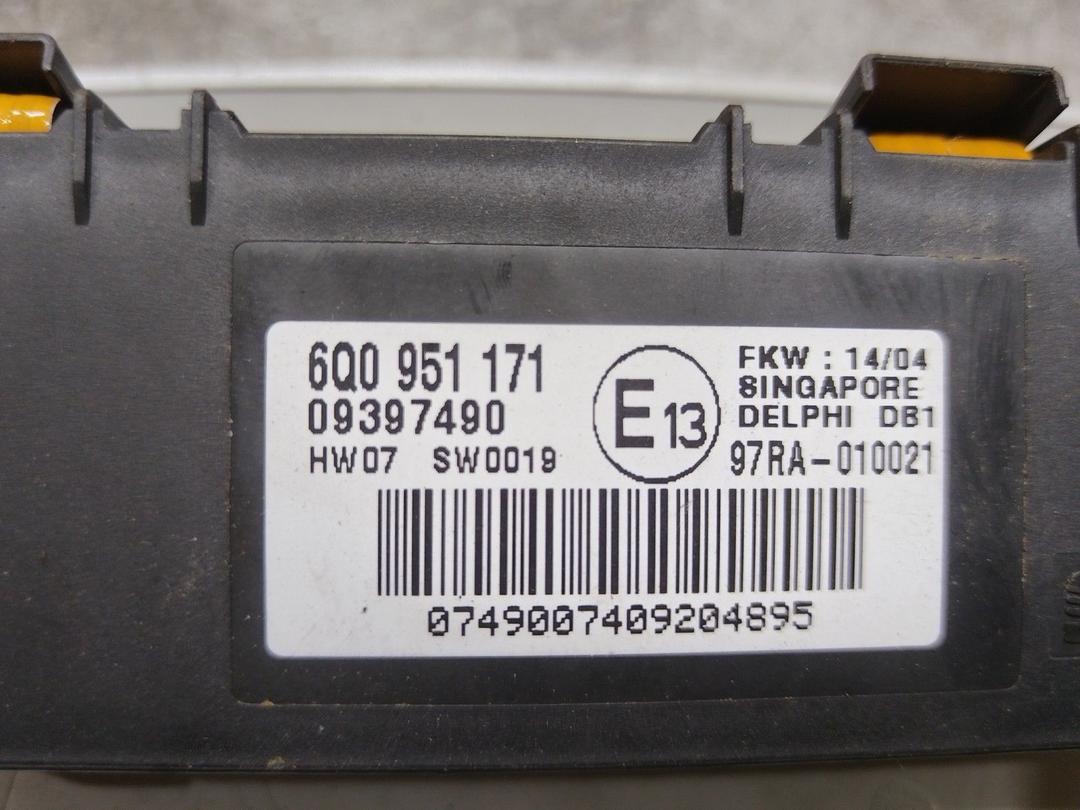 6Q0 951 171
09397490
HW07 SW0019
E13
FKW : 14/04
SINGAPORE
DELPHI DB1
97RA-010021
0749007409204895